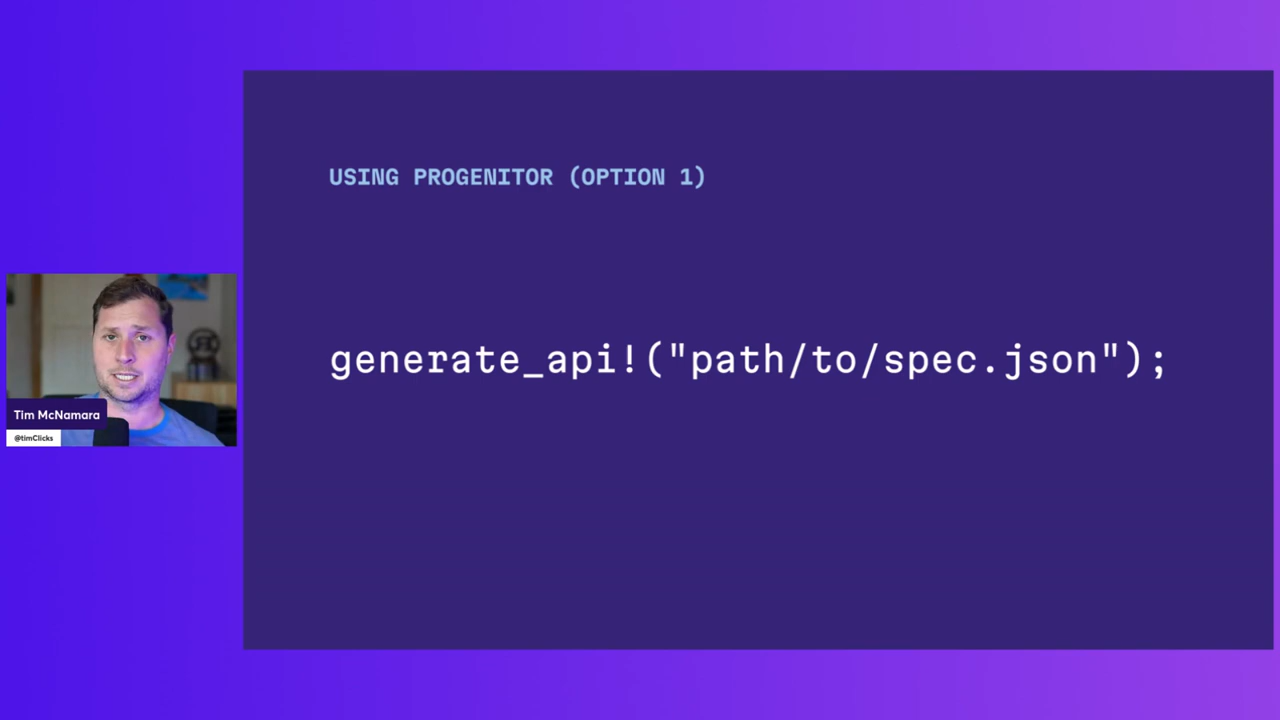 USING PROGENITOR (OPTION 1)
generate_api!("path/to/spec.json");
Tim McNamara
@timClicks